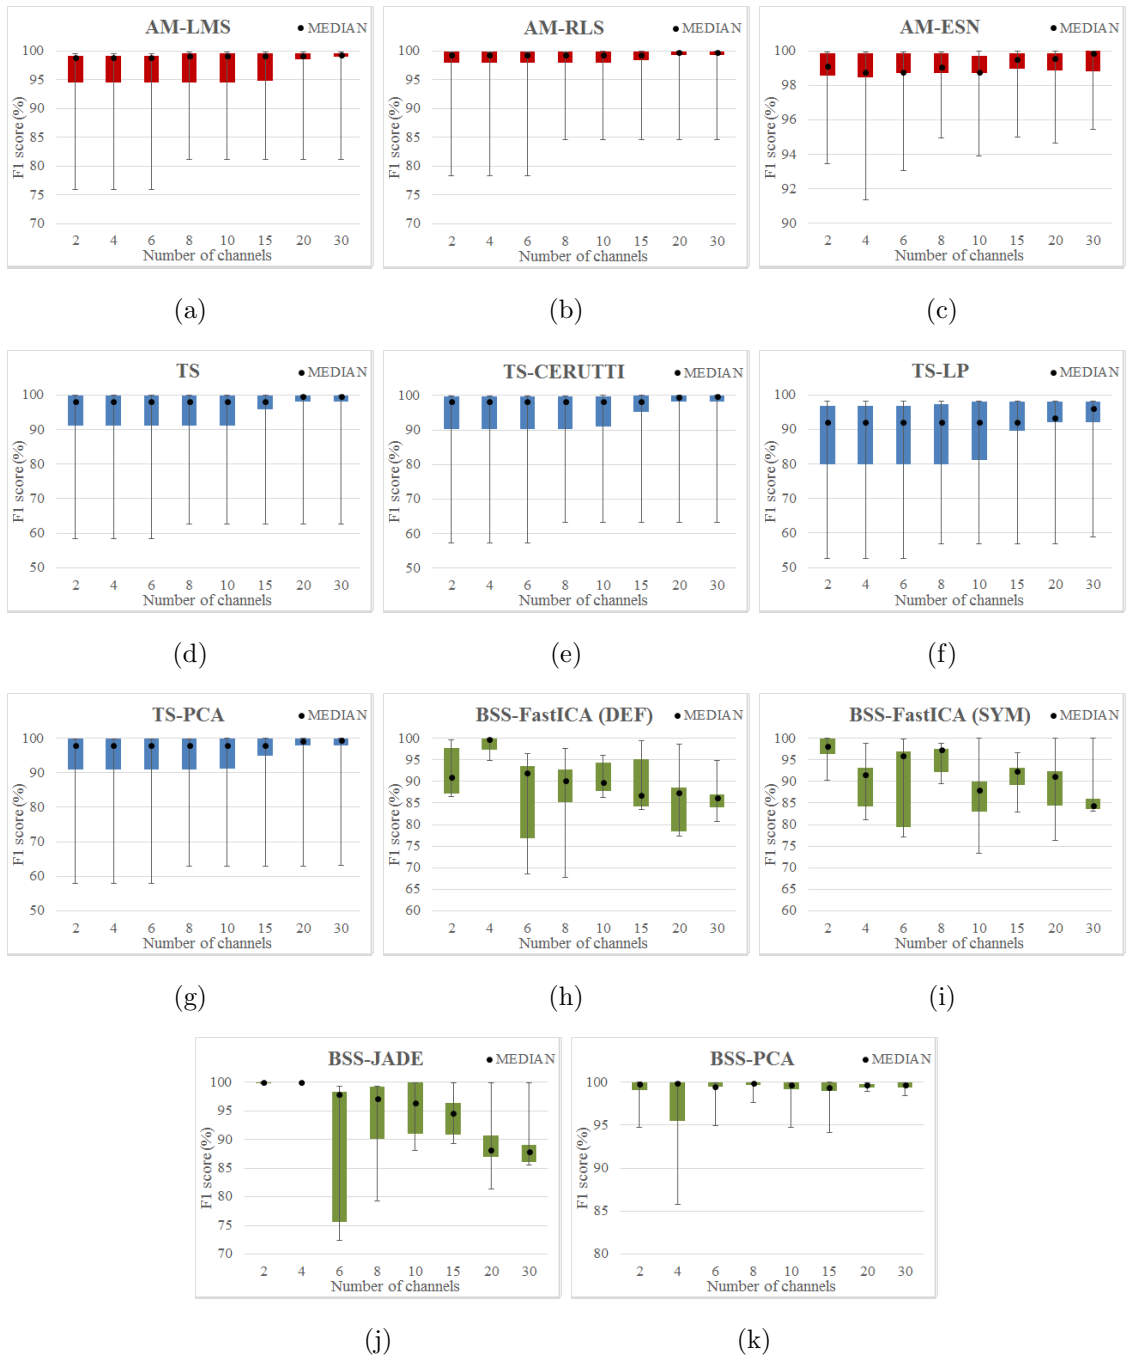 AM-LMS
MEDIAN
F1 score (%)
100
95
90
85
80
75
70
2 4 6 8 10 15 20 30
Number of channels
(a)
AM-RLS
MEDIAN
F1 score (%)
100
95
90
85
80
75
70
2 4 6 8 10 15 20 30
Number of channels
(b)
AM-ESN
MEDIAN
F1 score (%)
100
98
96
94
92
90
2 4 6 8 10 15 20 30
Number of channels
(c)
TS
MEDIAN
F1 score (%)
100
90
80
70
60
50
2 4 6 8 10 15 20 30
Number of channels
(d)
TS-CERUTTI
MEDIAN
F1 score (%)
100
90
80
70
60
50
2 4 6 8 10 15 20 30
Number of channels
(e)
TS-LP
MEDIAN
F1 score (%)
100
90
80
70
60
50
2 4 6 8 10 15 20 30
Number of channels
(f)
TS-PCA
MEDIAN
F1 score (%)
100
90
80
70
60
50
2 4 6 8 10 15 20 30
Number of channels
(g)
BSS-FastICA (DEF)
MEDIAN
F1 score (%)
100
95
90
85
80
75
70
65
60
2 4 6 8 10 15 20 30
Number of channels
(h)
BSS-FastICA (SYM)
MEDIAN
F1 score (%)
100
95
90
85
80
75
70
65
60
2 4 6 8 10 15 20 30
Number of channels
(i)
BSS-JADE
MEDIAN
F1 score (%)
100
95
90
85
80
75
70
2 4 6 8 10 15 20 30
Number of channels
(j)
BSS-PCA
MEDIAN
F1 score (%)
100
95
90
85
80
2 4 6 8 10 15 20 30
Number of channels
(k)